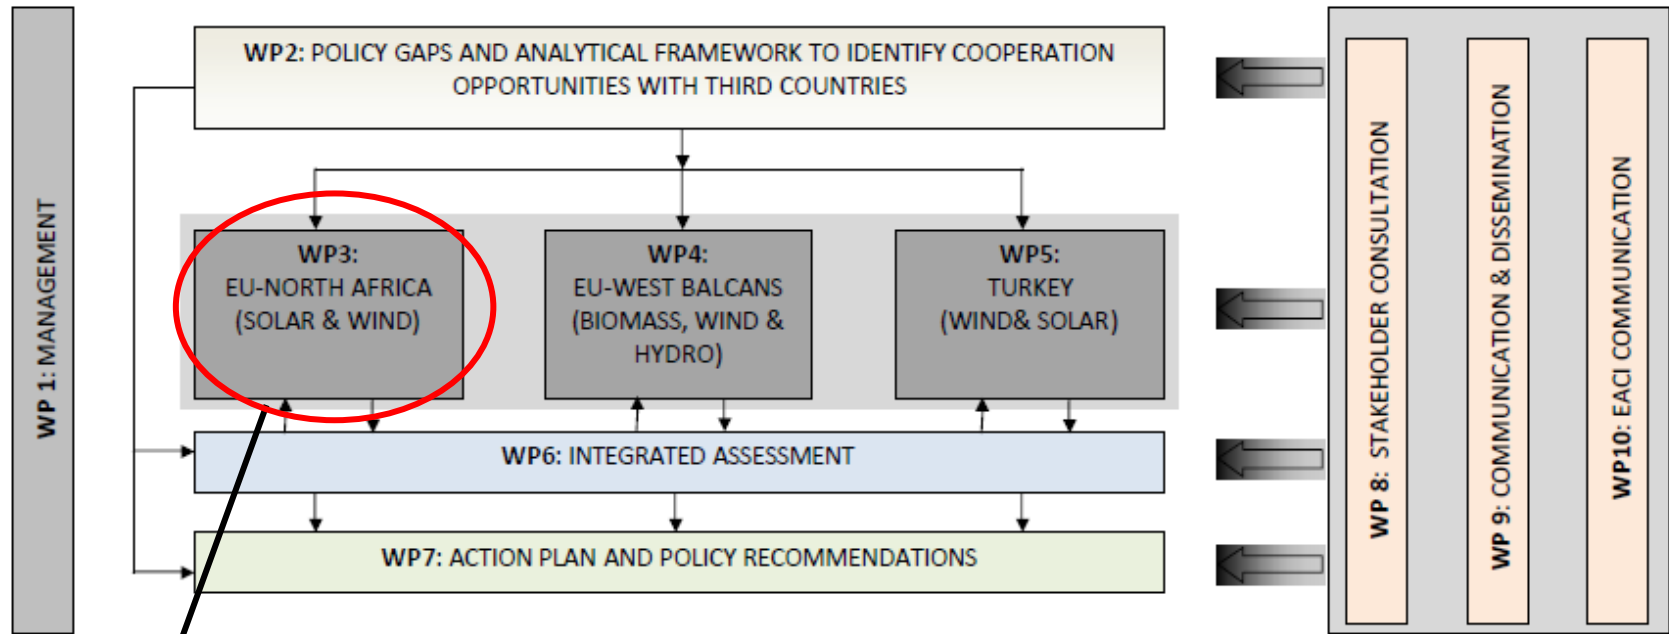 WP 1: MANAGEMENT
WP2: POLICY GAPS AND ANALYTICAL FRAMEWORK TO IDENTIFY COOPERATION
OPPORTUNITIES WITH THIRD COUNTRIES
WP3:
EU-NORTH AFRICA
(SOLAR & WIND)
WP4:
EU-WEST BALCANS
(BIOMASS, WIND &
HYDRO)
WP5:
TURKEY
(WIND& SOLAR)
WP6: INTEGRATED ASSESSMENT
WP7: ACTION PLAN AND POLICY RECOMMENDATIONS
WP 8: STAKEHOLDER CONSULTATION
WP 9: COMMUNICATION & DISSEMINATION
WP10: EACI COMMUNICATION